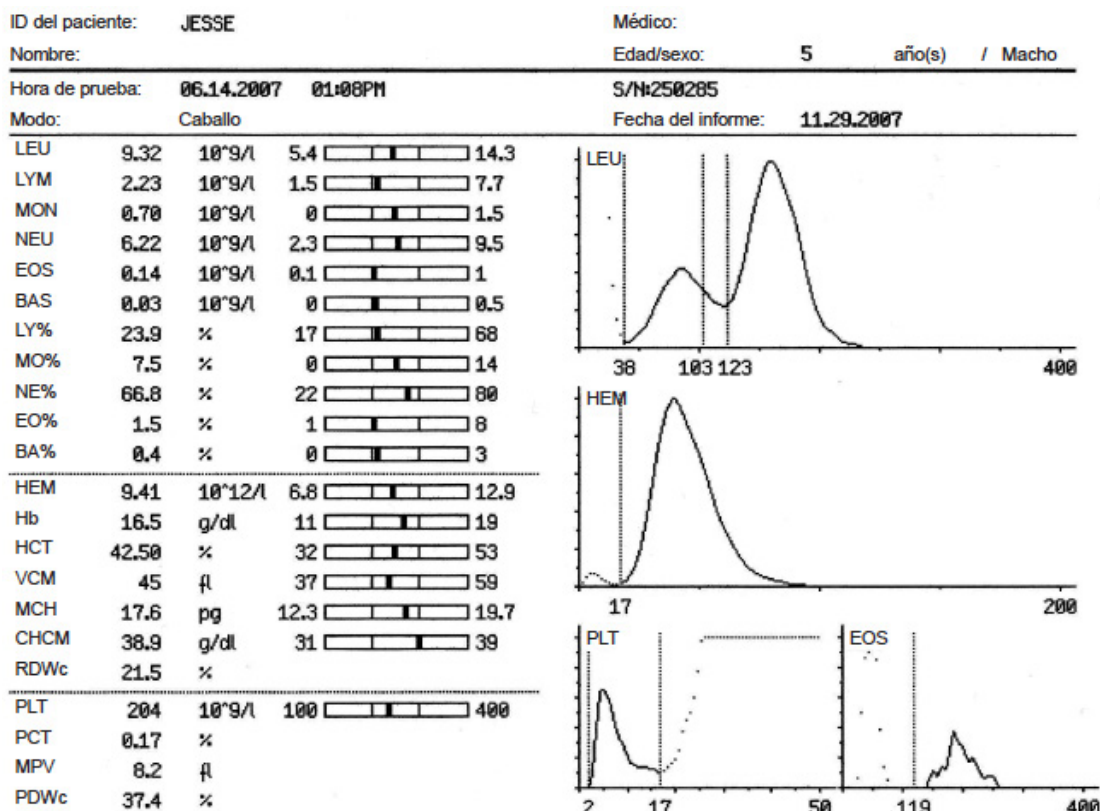 ID del paciente: JESSE Médico:
Nombre: Edad/sexo: 5 año(s) / Macho
Hora de prueba: 06.14.2007 01:08PM S/N:250285
Modo: Caballo Fecha del informe: 11.29.2007
LEU 9.32 10^9/l 5.4 14.3
LYM 2.23 10^9/l 1.5 7.7
MON 0.70 10^9/l 0 1.5
NEU 6.22 10^9/l 2.3 9.5
EOS 0.14 10^9/l 0.1 1
BAS 0.03 10^9/l 0 0.5
LY% 23.9 % 17 68
MO% 7.5 % 0 14
NE% 66.8 % 22 80
EO% 1.5 % 1 8
BA% 0.4 % 0 3
HEM 9.41 10^12/l 6.8 12.9
Hb 16.5 g/dl 11 19
HCT 42.50 % 32 53
VCM 45 fl 37 59
MCH 17.6 pg 12.3 19.7
CHCM 38.9 g/dl 31 39
RDWc 21.5 %
PLT 204 10^9/l 100 400
PCT 0.17 %
MPV 8.2 fl
PDWc 37.4 %
LEU
38 103 123 400
HEM
17 200
PLT EOS
2 17 50 119 400